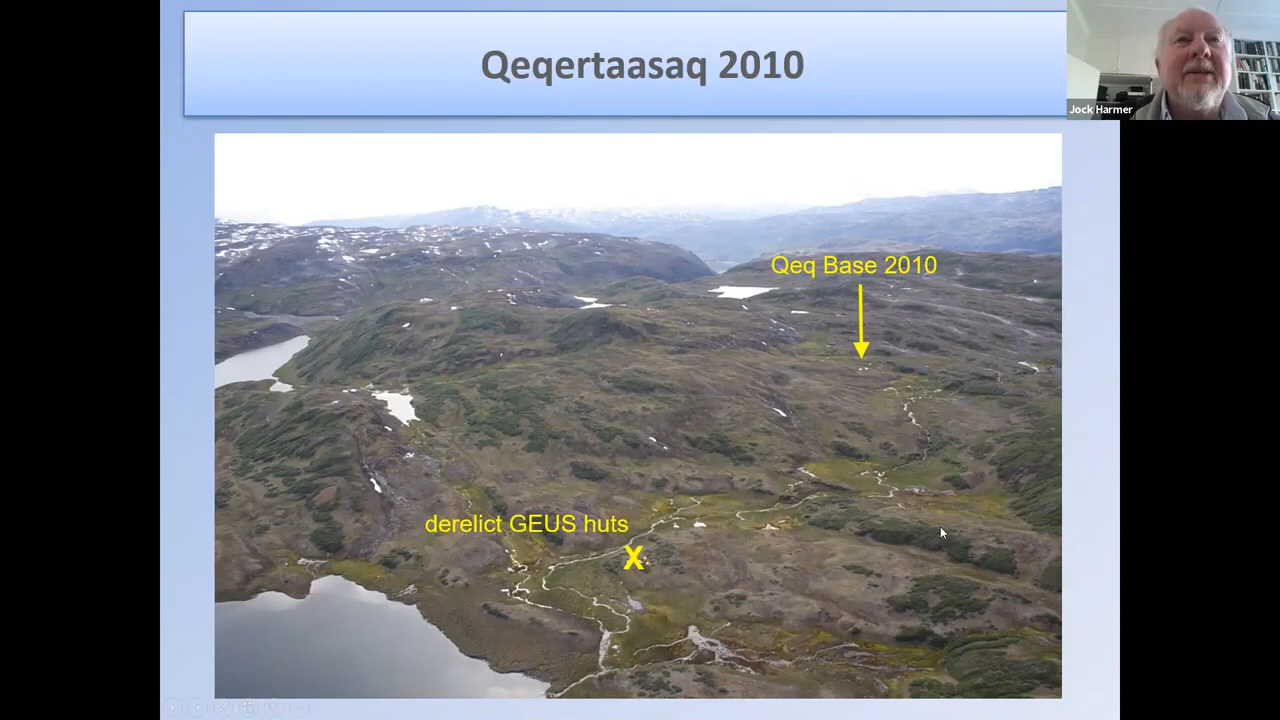 Qeqertaasaq 2010
Jock Harmer
Qeq Base 2010
derelict GEUS huts
X